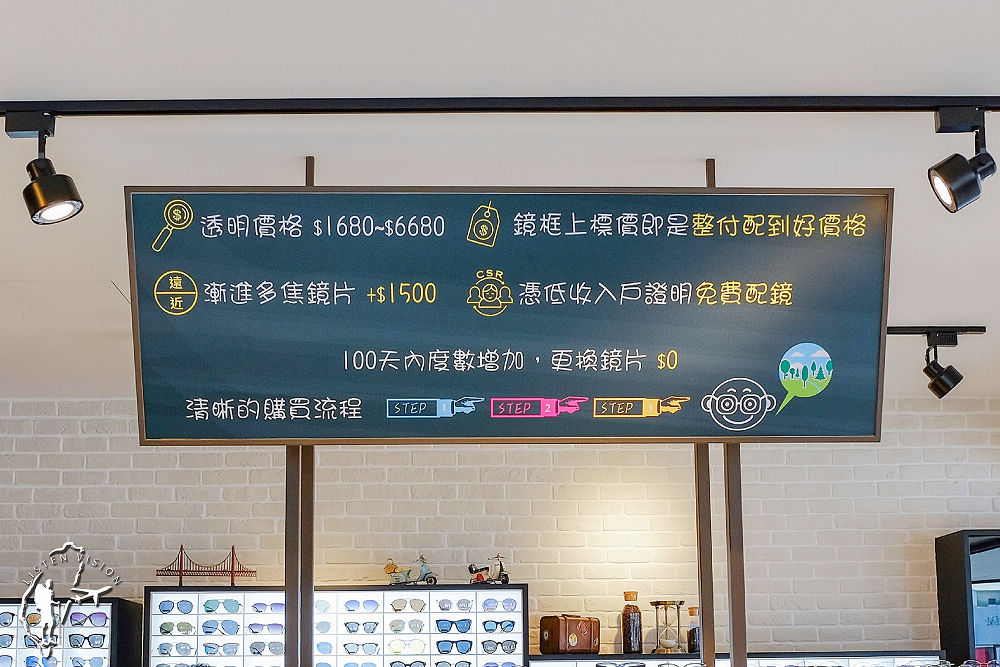 透明價格 $1680~$6680
鏡框上標價即是整付配到好價格
遠
近
漸進多焦鏡片 +$1500
CSR
憑低收入戶證明免費配鏡
100天內度數增加，更換鏡片 $0
清晰的購買流程
STEP 1
STEP 2
STEP 3
LISTEN VISION